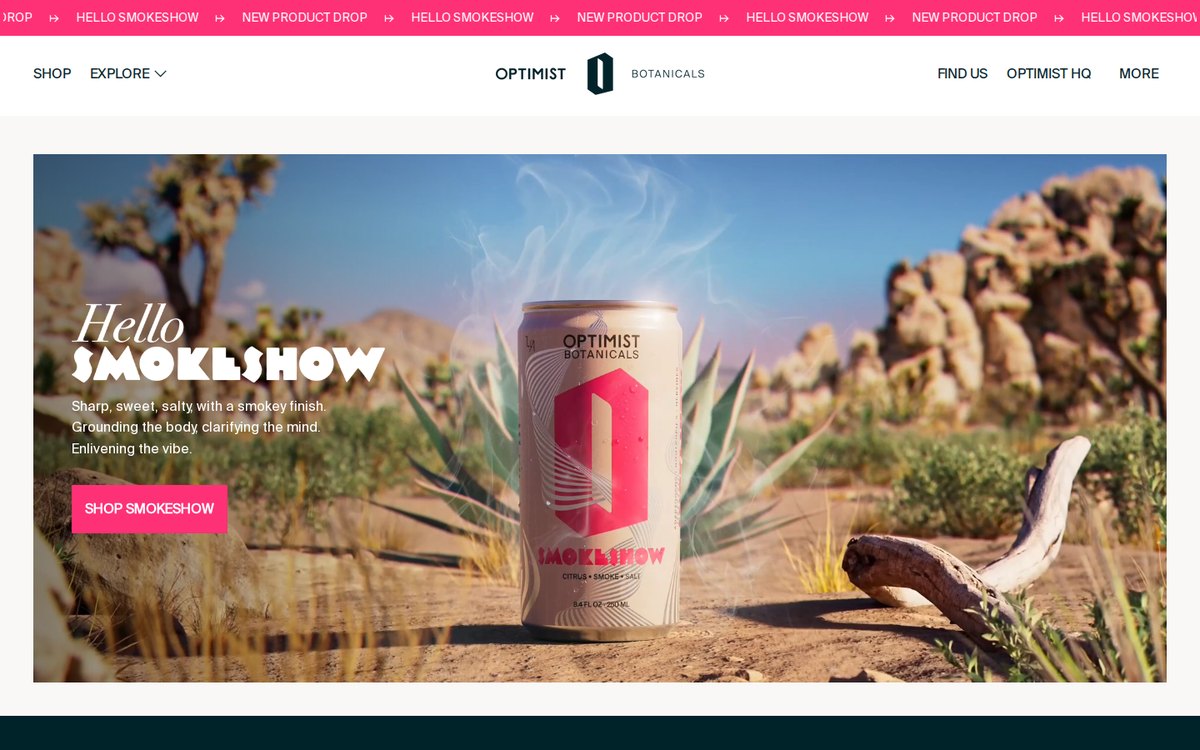 DROP ↦ HELLO SMOKESHOW ↦ NEW PRODUCT DROP ↦ HELLO SMOKESHOW ↦ NEW PRODUCT DROP ↦ HELLO SMOKESHOW ↦ NEW PRODUCT DROP ↦ HELLO SMOKESHOW
SHOP EXPLORE OPTIMIST BOTANICALS FIND US OPTIMIST HQ MORE
Hello
SMOKESHOW
Sharp, sweet, salty, with a smokey finish.
Grounding the body, clarifying the mind.
Enlivening the vibe.
SHOP SMOKESHOW
OPTIMIST
BOTANICALS
SMOKESHOW
CITRUS • SMOKE • SALT
8.4 FL OZ · 250 ML